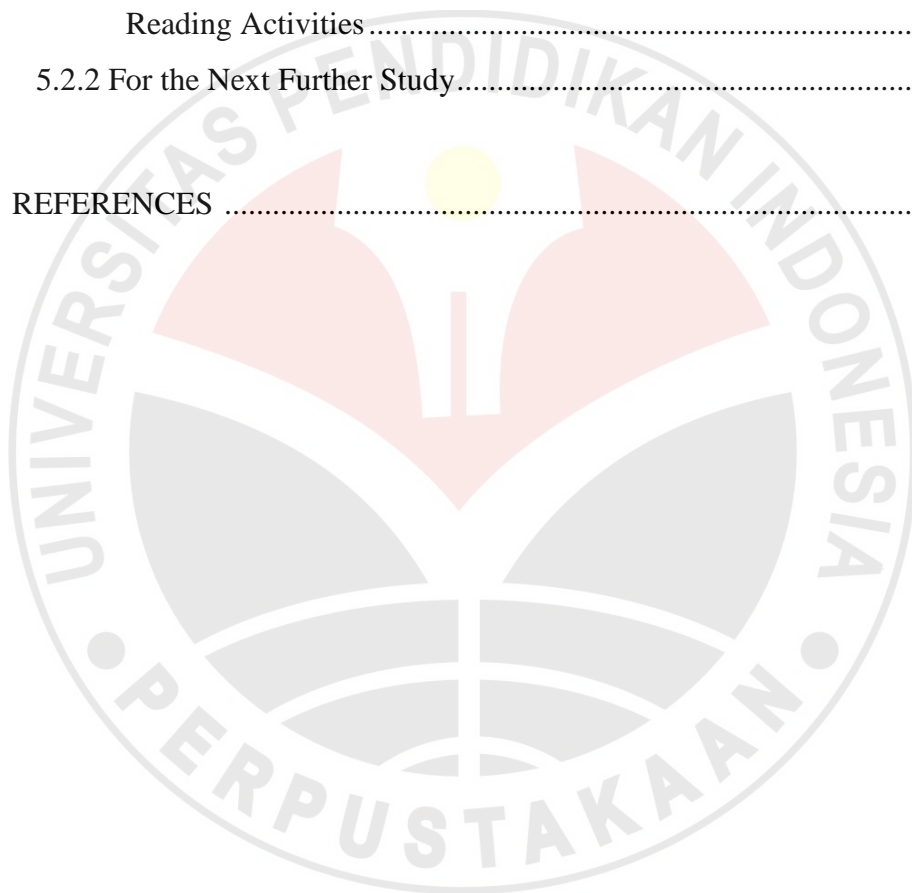 Reading Activities ....................................................................
5.2.2 For the Next Further Study.........................................................
REFERENCES .......................................................................................
UNIVERSITAS PENDIDIKAN INDONESIA
• PERPUSTAKAAN •